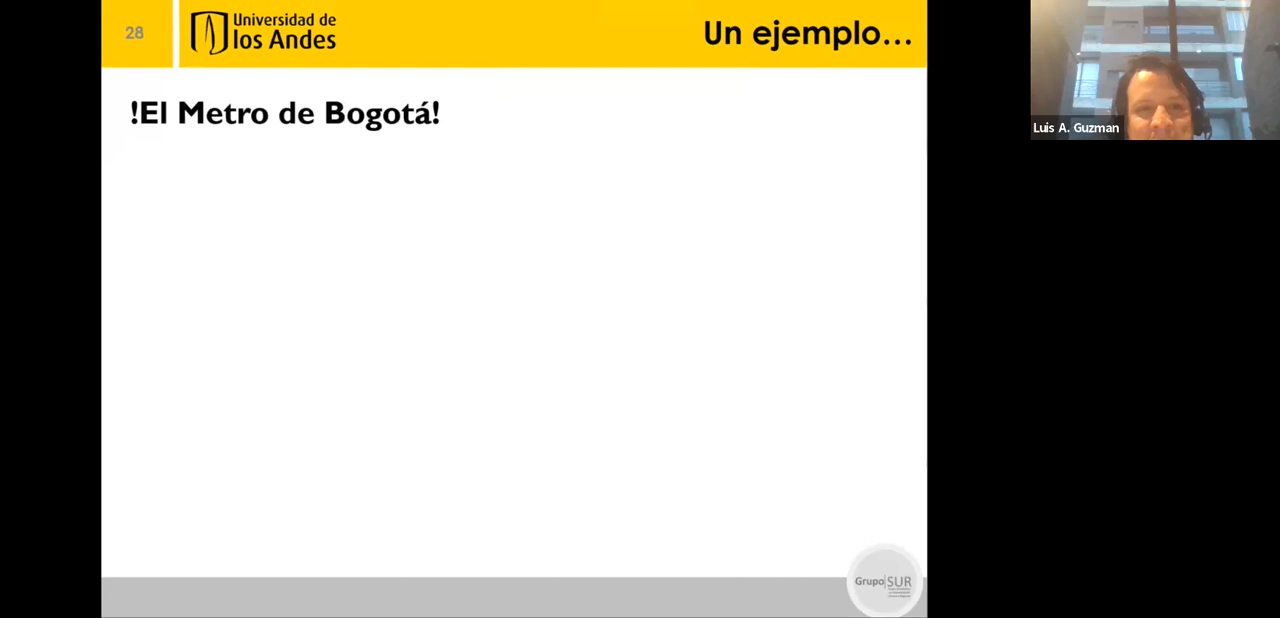 28
Universidad de
los Andes
Un ejemplo...
!El Metro de Bogotá!
Luis A. Guzman
Grupo|SUR